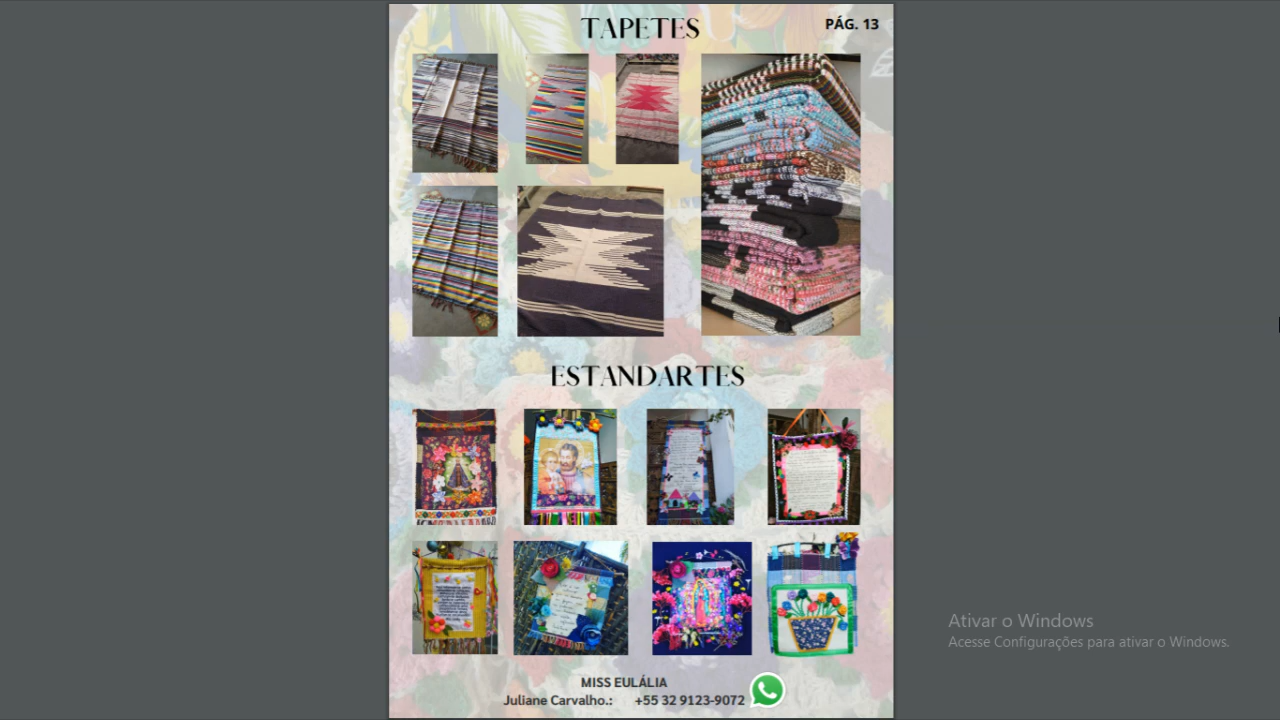 TAPETES
PÁG. 13
ESTANDARTES
MISS EULÁLIA
Juliane Carvalho.: +55 32 9123-9072
Ativar o Windows
Acesse Configurações para ativar o Windows.